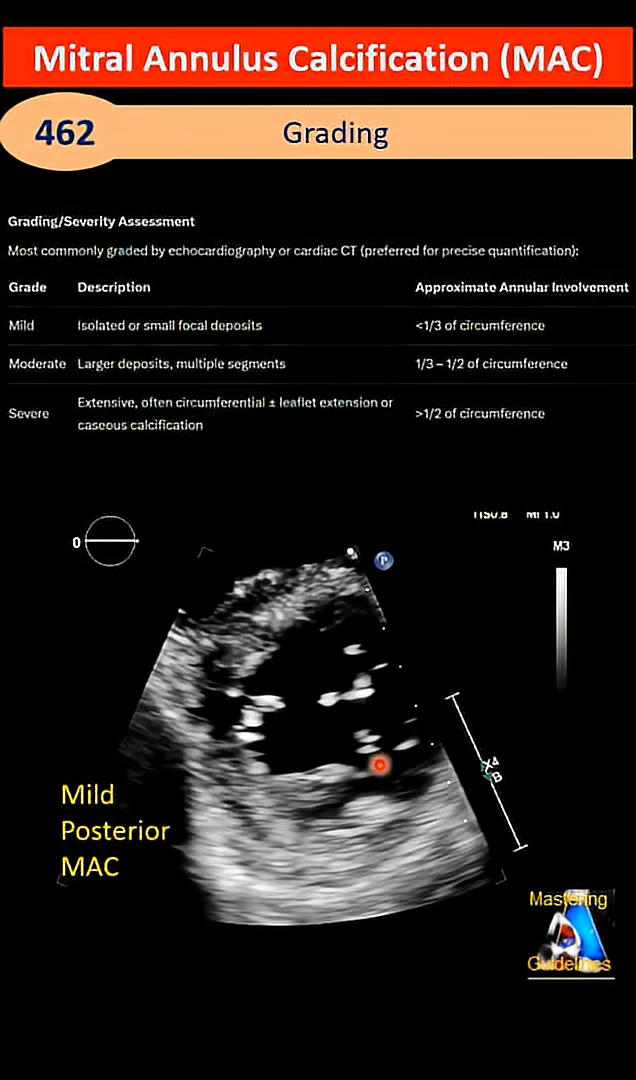 Mitral Annulus Calcification (MAC)
462
Grading
Grading/Severity Assessment
Most commonly graded by echocardiography or cardiac CT (preferred for precise quantification):
Grade Description Approximate Annular Involvement
Mild Isolated or small focal deposits <1/3 of circumference
Moderate Larger deposits, multiple segments 1/3 – 1/2 of circumference
Severe Extensive, often circumferential ± leaflet extension or caseous calcification >1/2 of circumference
0
P
M3
X4
B
Mild
Posterior
MAC
Mastering
Guidelines